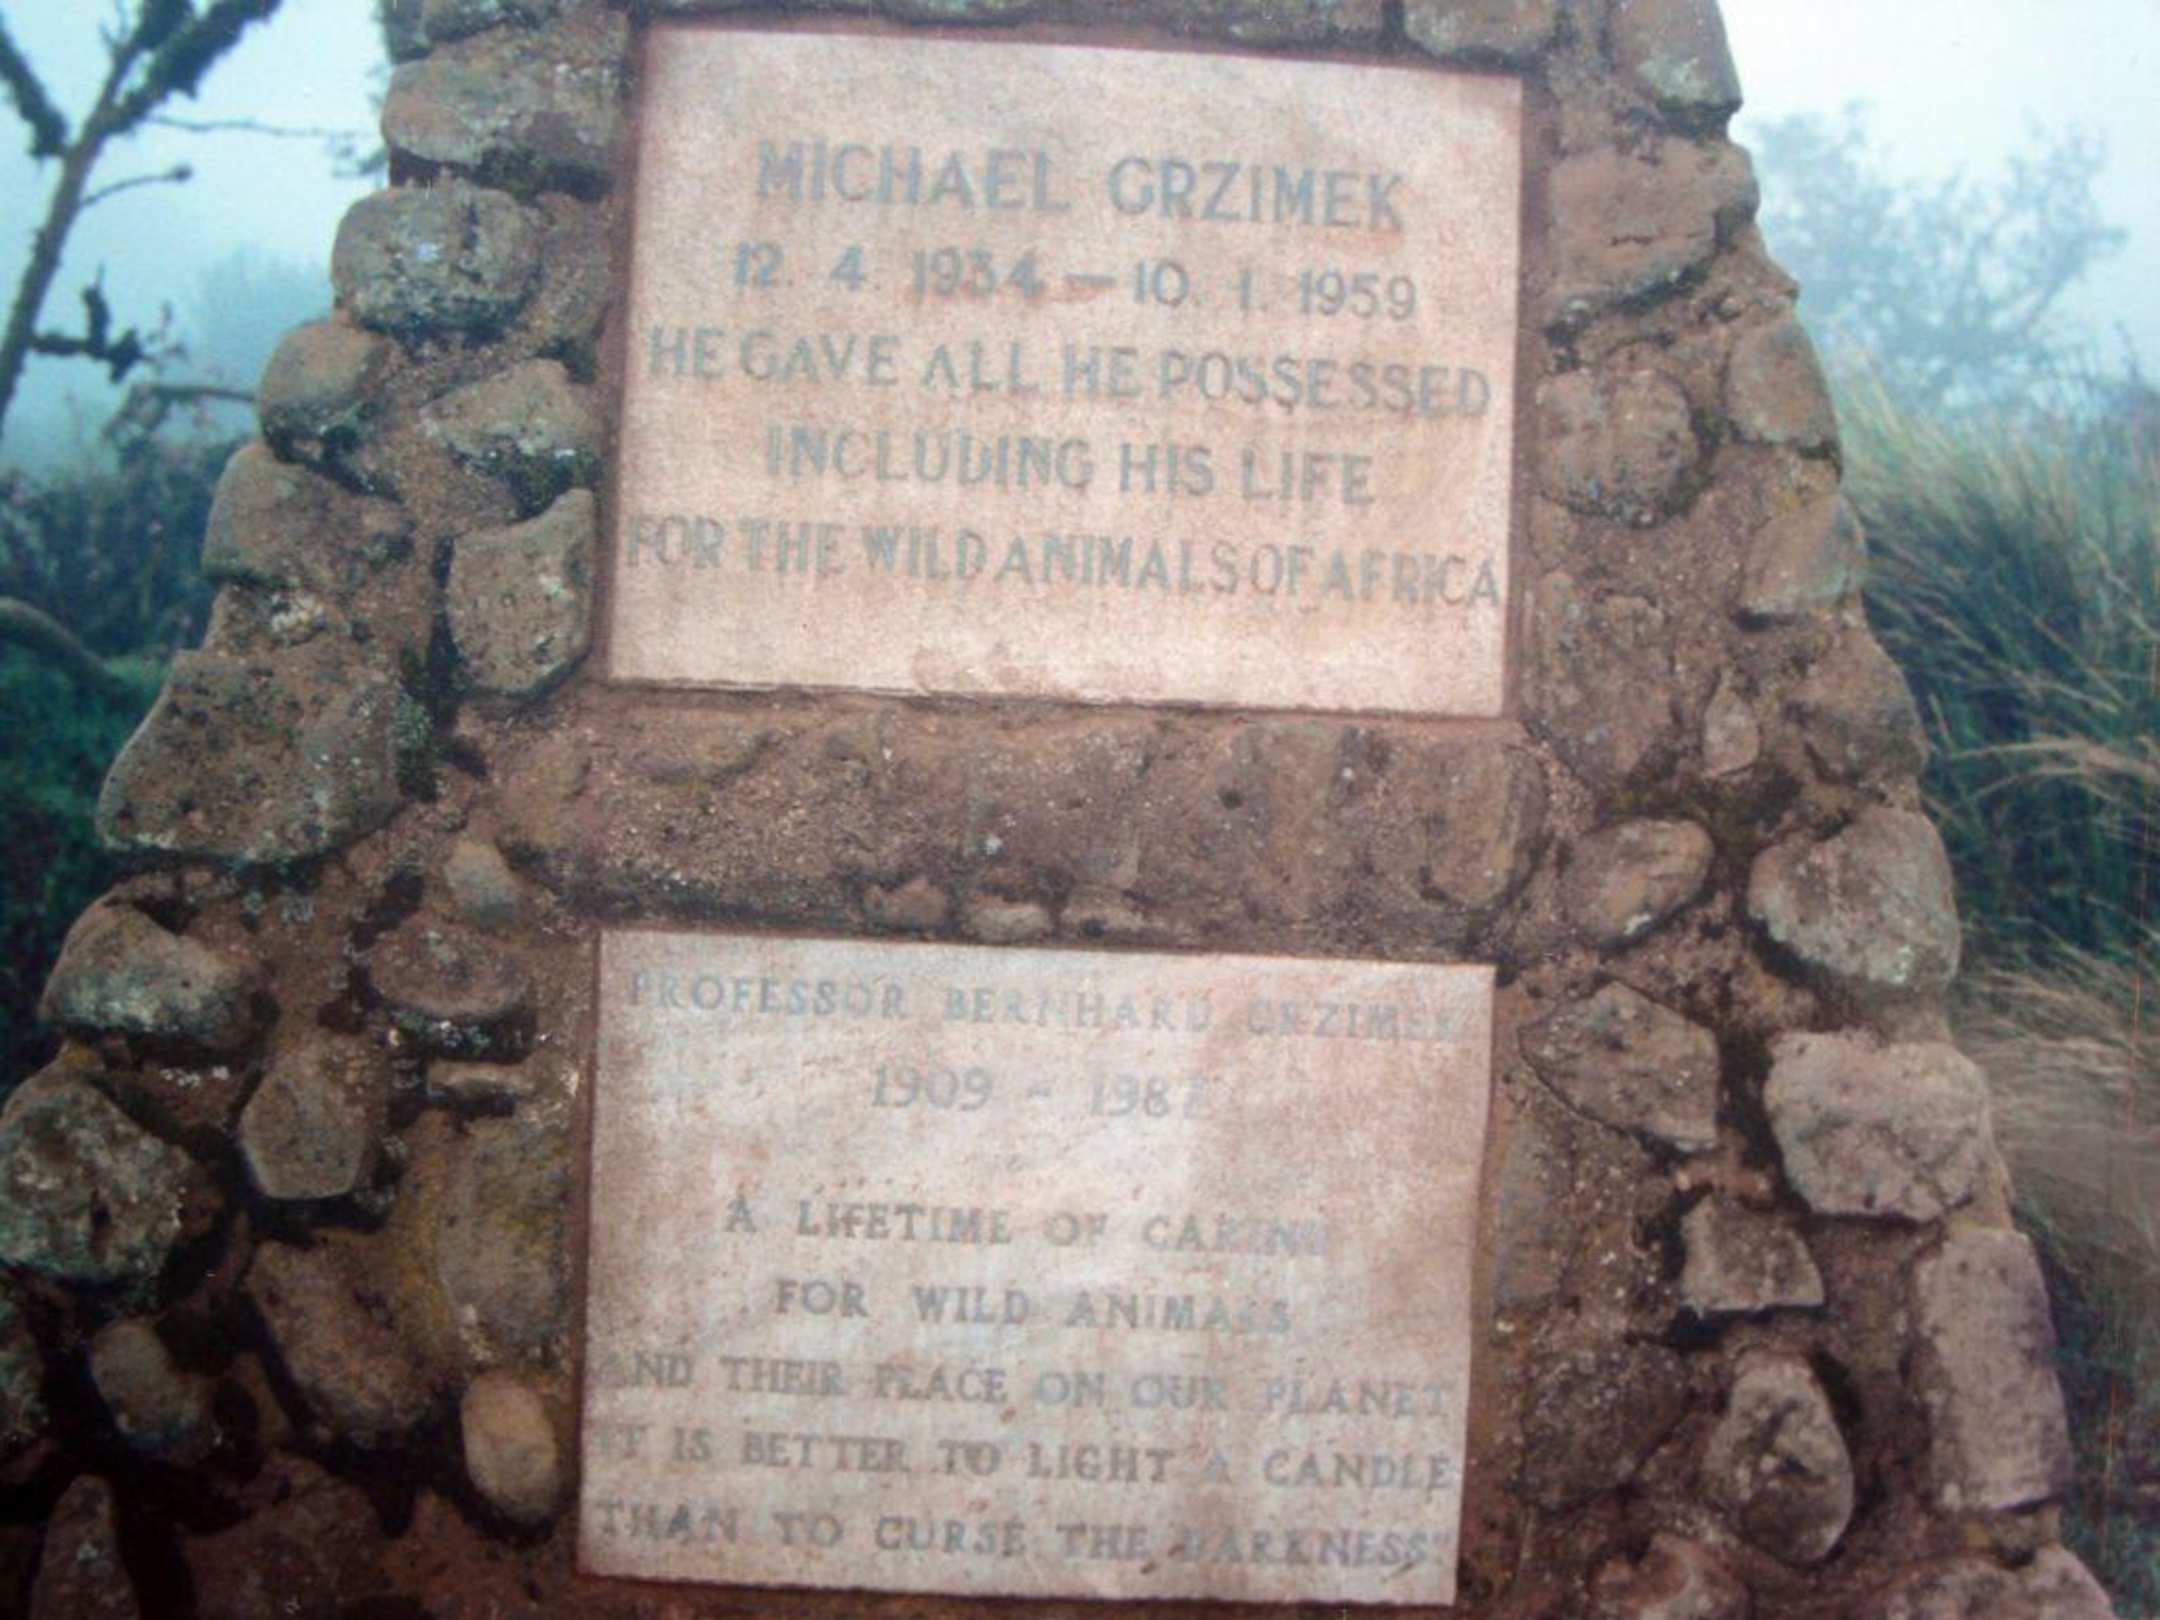 MICHAEL GRZIMEK
12. 4. 1934 – 10. 1. 1959
HE GAVE ALL HE POSSESSED
INCLUDING HIS LIFE
FOR THE WILD ANIMALS OF AFRICA
PROFESSOR BERNHARD GRZIMEK
1909 - 1987
A LIFETIME OF CARING
FOR WILD ANIMALS
AND THEIR PLACE ON OUR PLANET
"IT IS BETTER TO LIGHT A CANDLE
THAN TO CURSE THE DARKNESS"